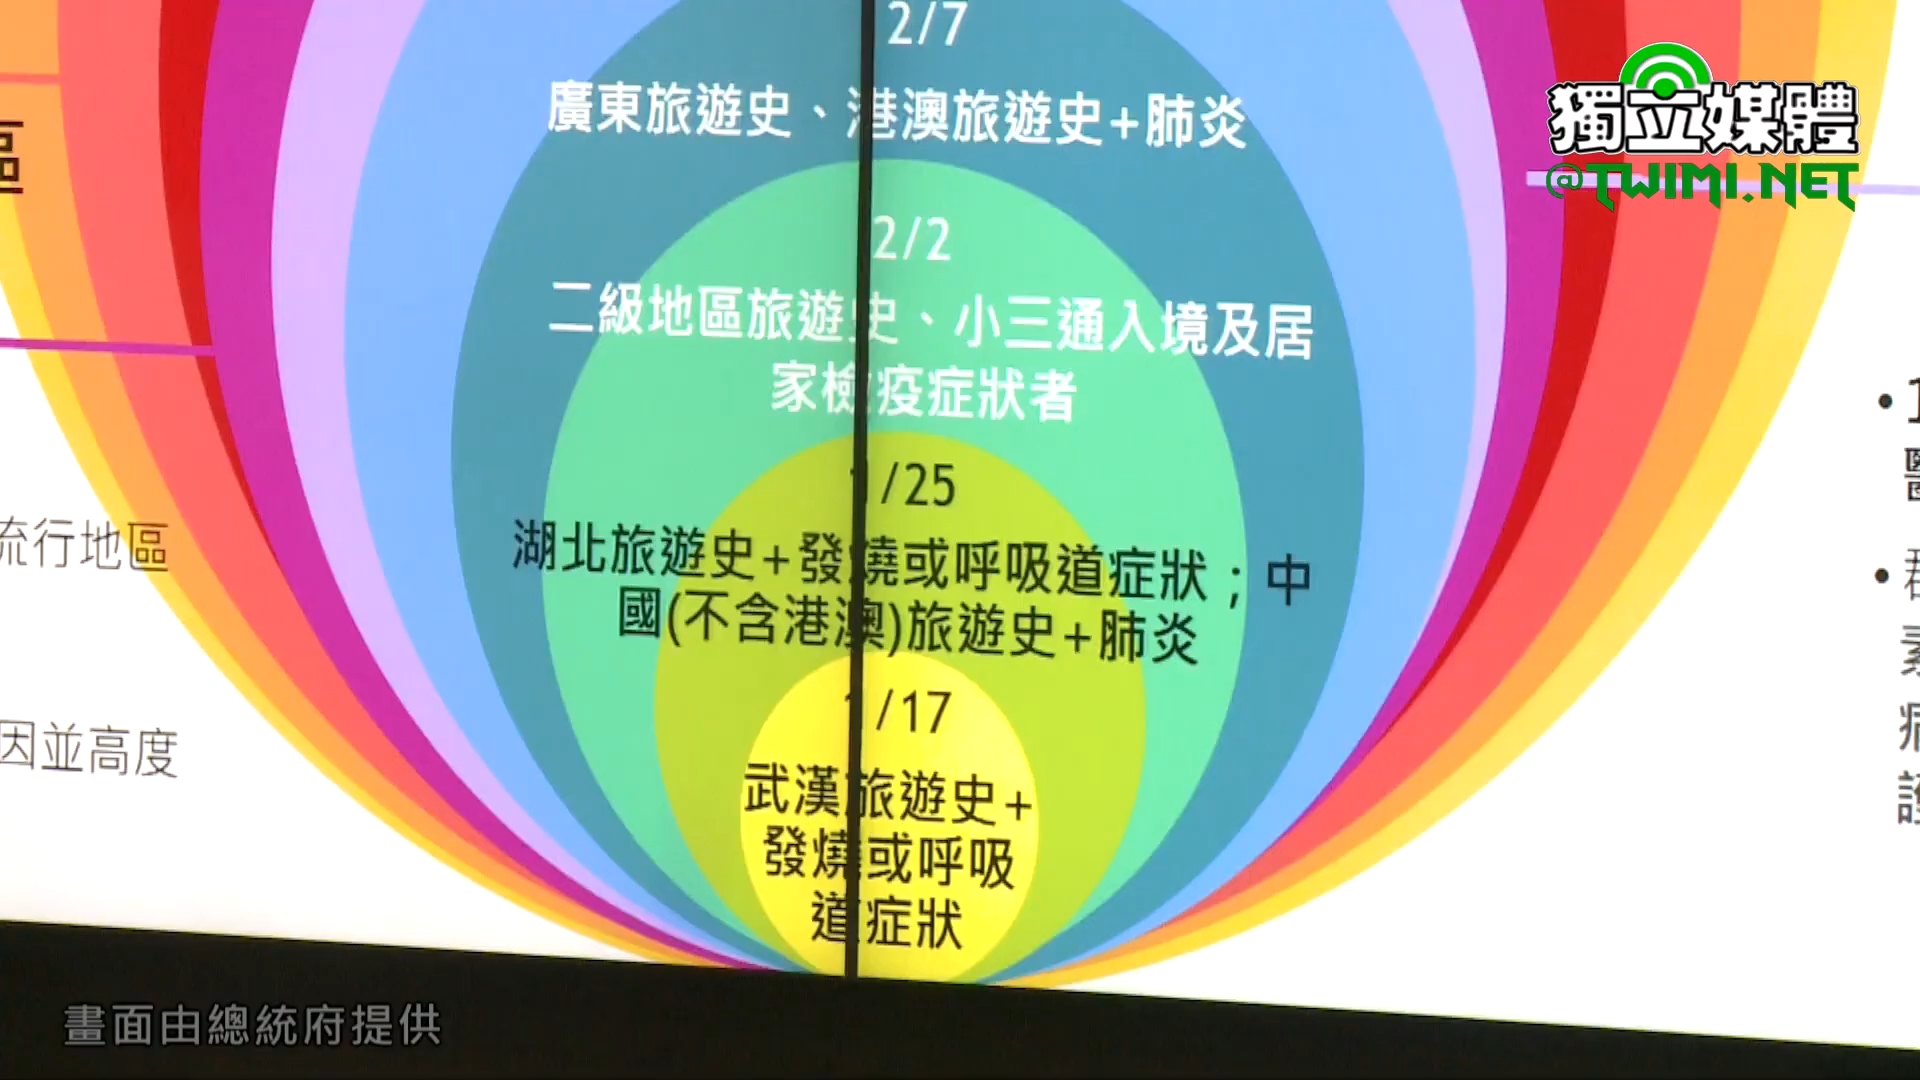 2/7
廣東旅遊史、港澳旅遊史+肺炎
獨立媒體
@TWIMI.NET
區
2/2
二級地區旅遊史、小三通入境及居
家檢疫症狀者
1/25
湖北旅遊史+發燒或呼吸道症狀；中
國(不含港澳)旅遊史+肺炎
流行地區
1/17
因並高度
武漢旅遊史+
發燒或呼吸
道症狀
畫面由總統府提供